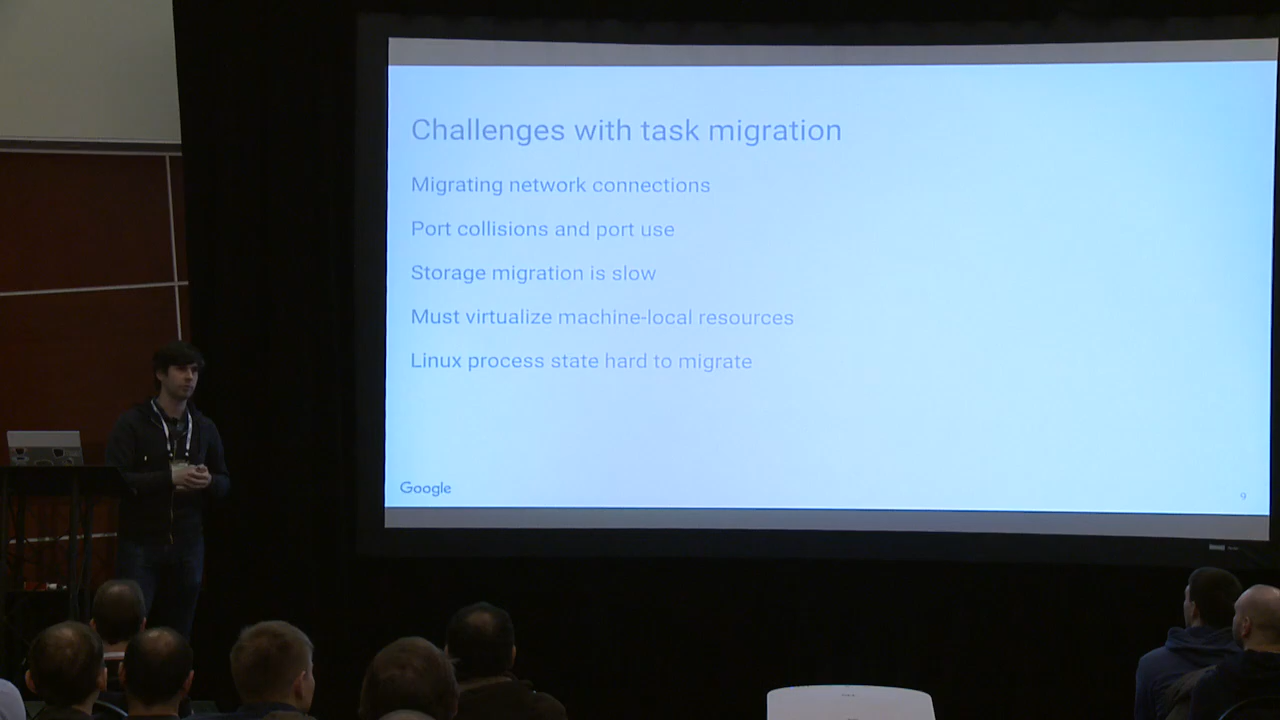 Challenges with task migration
Migrating network connections
Port collisions and port use
Storage migration is slow
Must virtualize machine-local resources
Linux process state hard to migrate
Google
9